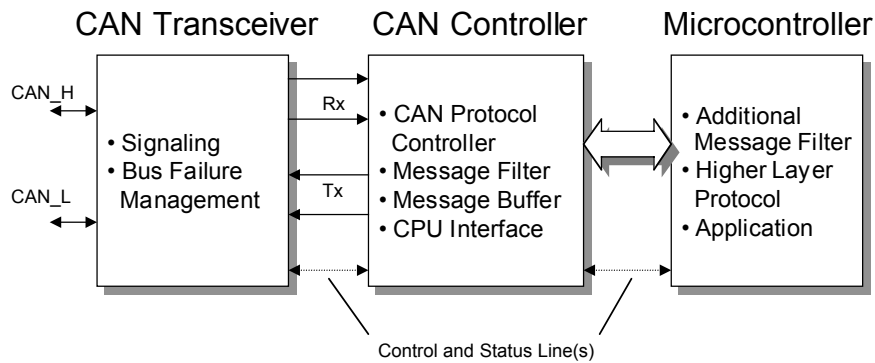 CAN Transceiver
CAN Controller
Microcontroller
CAN_H
CAN_L
• Signaling
• Bus Failure
Management
Rx
Tx
• CAN Protocol
Controller
• Message Filter
• Message Buffer
• CPU Interface
• Additional
Message Filter
• Higher Layer
Protocol
• Application
Control and Status Line(s)